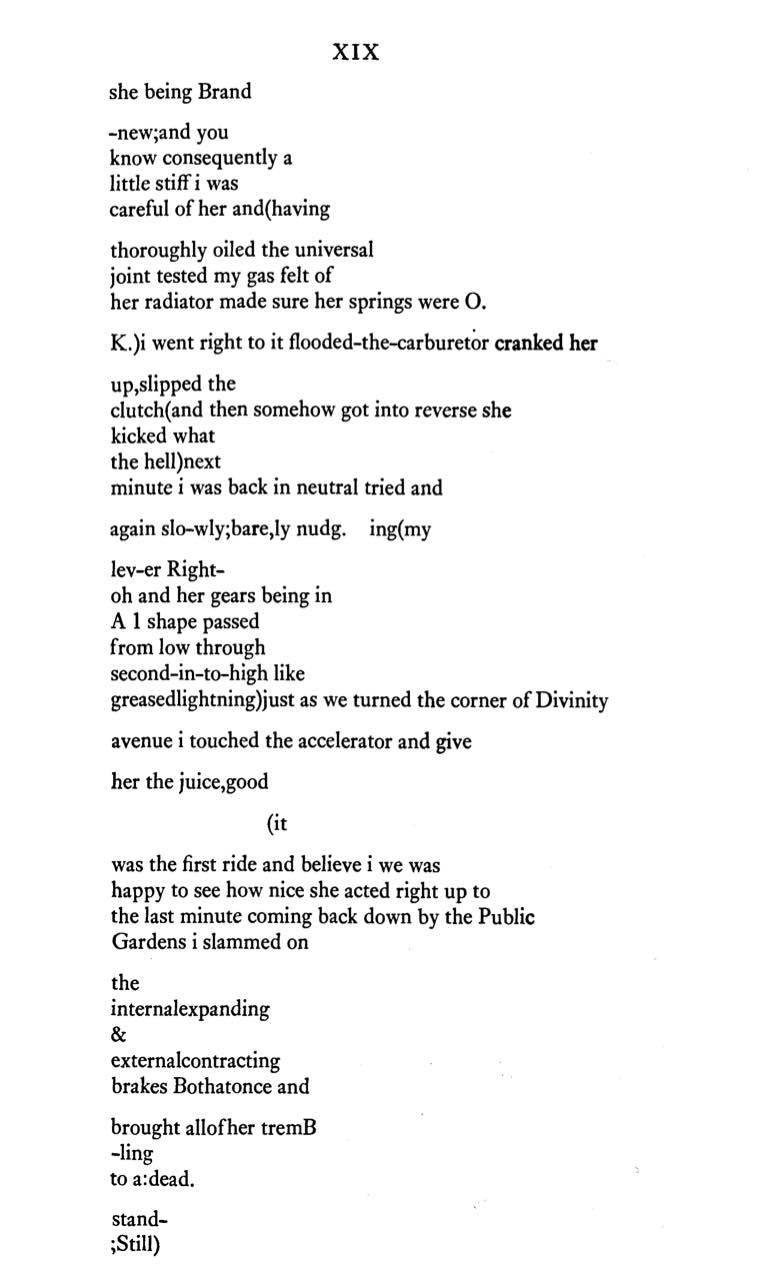 XIX
she being Brand
-new;and you
know consequently a
little stiff i was
careful of her and(having
thoroughly oiled the universal
joint tested my gas felt of
her radiator made sure her springs were O.
K.)i went right to it flooded-the-carburetor cranked her
up,slipped the
clutch(and then somehow got into reverse she
kicked what
the hell)next
minute i was back in neutral tried and
again slo-wly;bare,ly nudg.   ing(my
lev-er Right-
oh and her gears being in
A 1 shape passed
from low through
second-in-to-high like
greasedlightning)just as we turned the corner of Divinity
avenue i touched the accelerator and give
her the juice,good
(it
was the first ride and believe i we was
happy to see how nice she acted right up to
the last minute coming back down by the Public
Gardens i slammed on
the
internalexpanding
&
externalcontracting
brakes Bothatonce and
brought allofher tremB
-ling
to a:dead.
stand-
;Still)